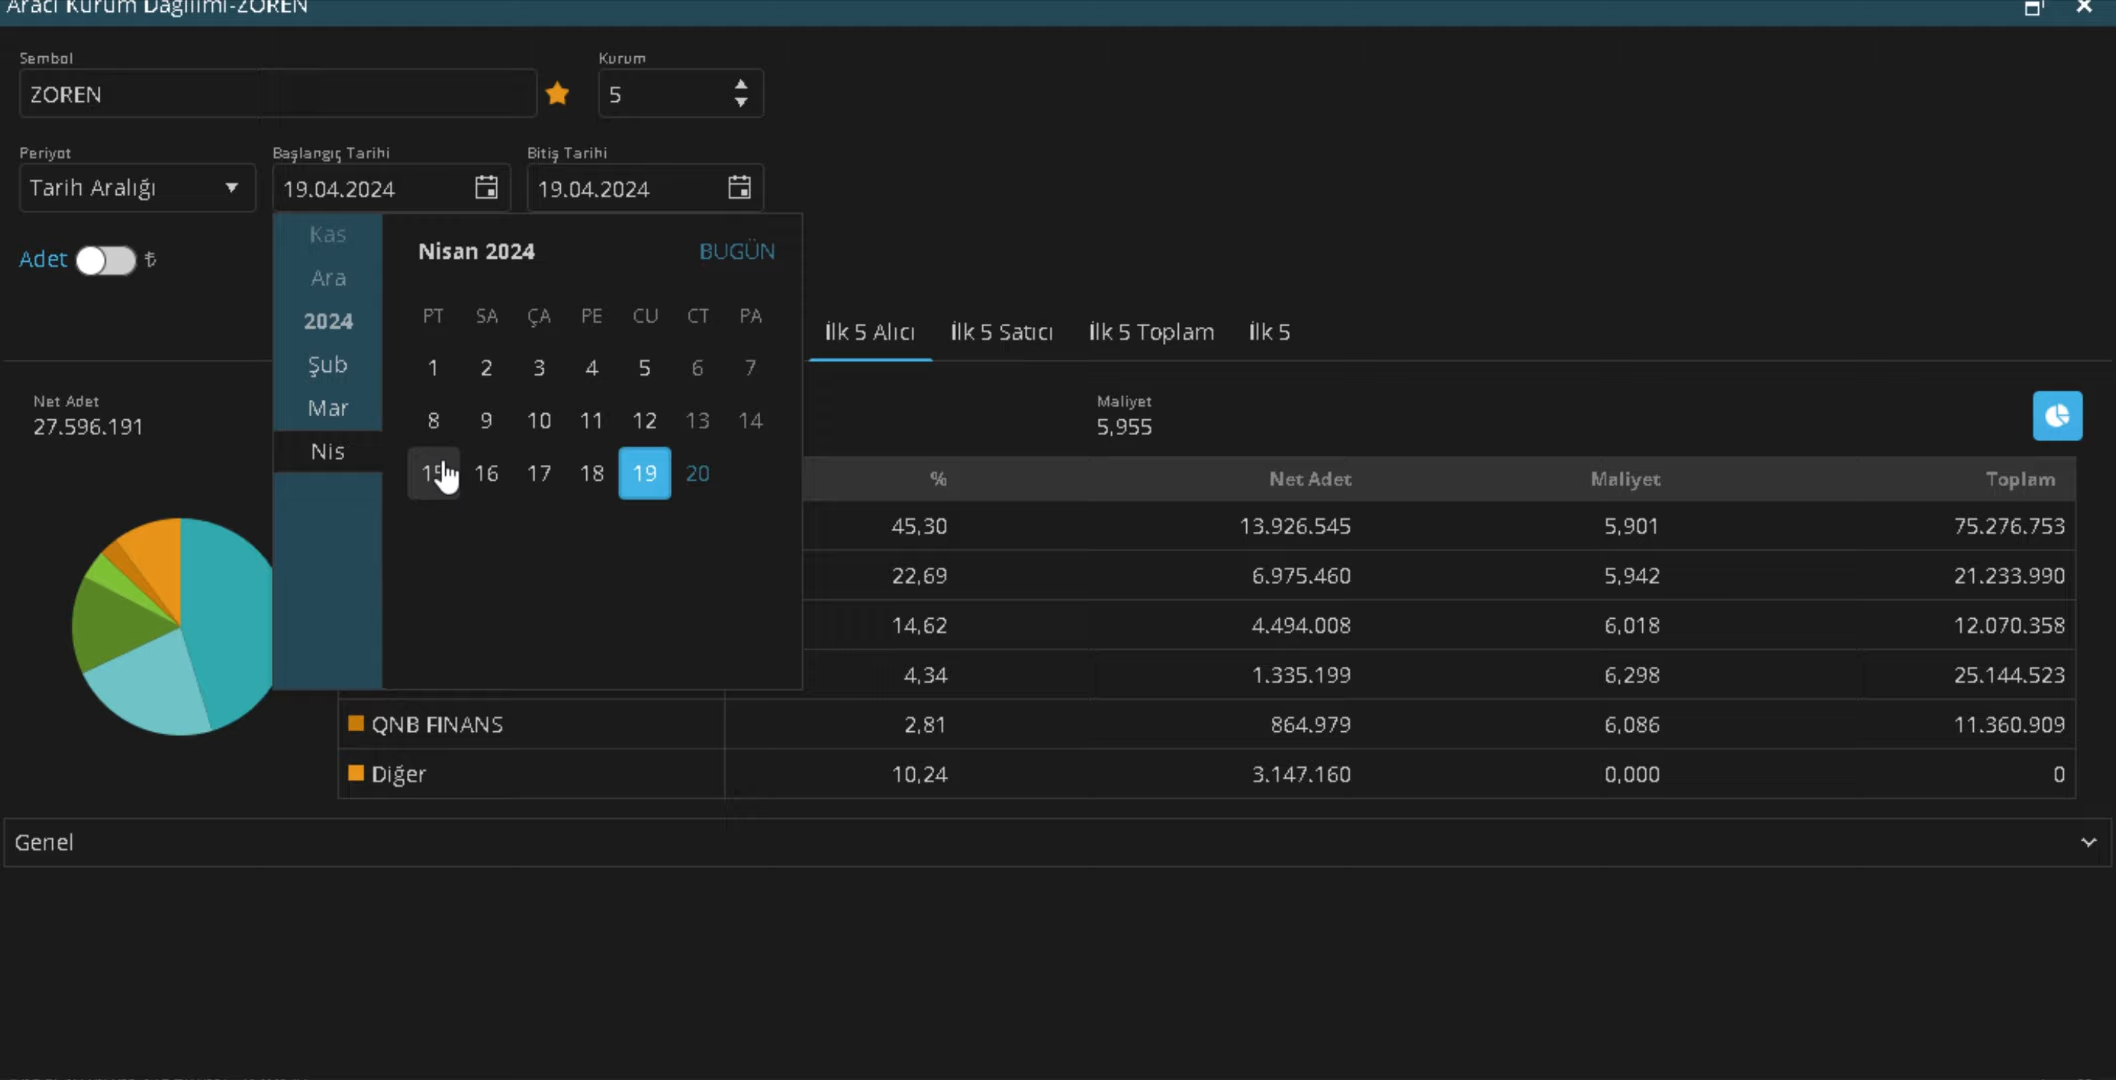 Aracı Kurum Dağılımı-ZOREN
Sembol
Kurum
ZOREN
5
Periyot
Başlangıç Tarihi
Bitiş Tarihi
Tarih Aralığı
19.04.2024
19.04.2024
Adet ₺
Kas
Ara
2024
Şub
Mar
Nis
Nisan 2024 BUGÜN
PT SA ÇA PE CU CT PA
1 2 3 4 5 6 7
8 9 10 11 12 13 14
15 16 17 18 19 20
İlk 5 Alıcı İlk 5 Satıcı İlk 5 Toplam İlk 5
Net Adet
27.596.191
Maliyet
5,955
% Net Adet Maliyet Toplam
45,30 13.926.545 5,901 75.276.753
22,69 6.975.460 5,942 21.233.990
14,62 4.494.008 6,018 12.070.358
4,34 1.335.199 6,298 25.144.523
QNB FINANS 2,81 864.979 6,086 11.360.909
Diğer 10,24 3.147.160 0,000 0
Genel